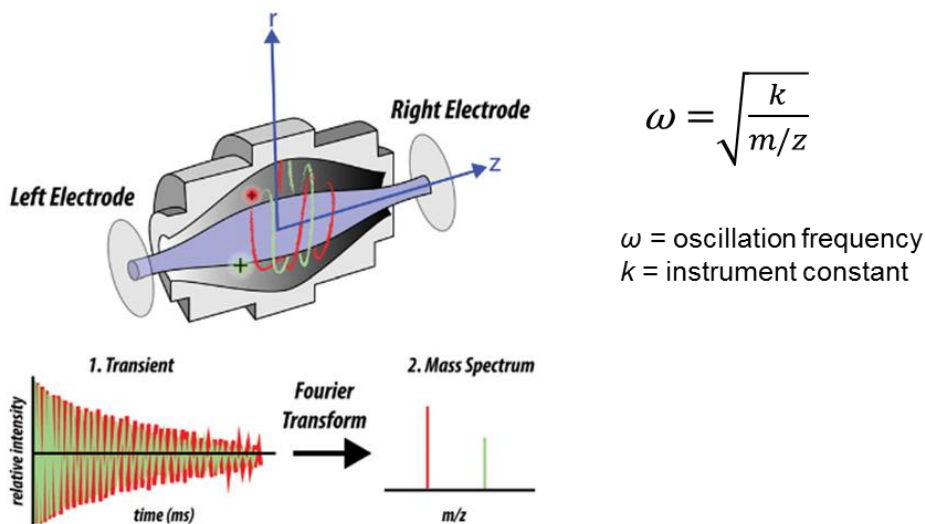 r
Right Electrode
z
Left Electrode
+
+
ω = √(k / (m/z))
ω = oscillation frequency
k = instrument constant
1. Transient
relative intensity
time (ms)
Fourier
Transform
2. Mass Spectrum
m/z